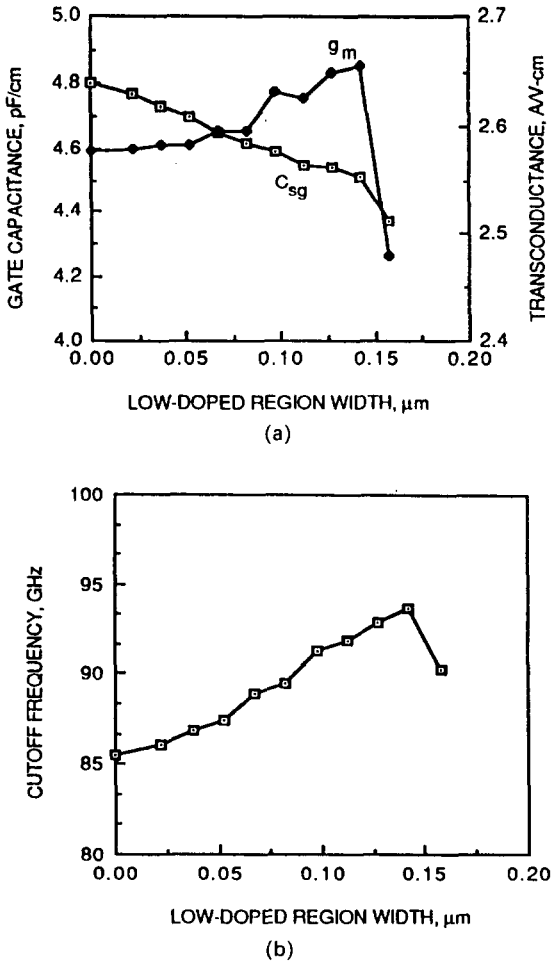 5.0
4.8
4.6
4.4
4.2
4.0
GATE CAPACITANCE, pF/cm
gm
Csg
2.7
2.6
2.5
2.4
TRANSCONDUCTANCE, A/V-cm
0.00 0.05 0.10 0.15 0.20
LOW-DOPED REGION WIDTH, μm
(a)
100
95
90
85
80
CUTOFF FREQUENCY, GHz
0.00 0.05 0.10 0.15 0.20
LOW-DOPED REGION WIDTH, μm
(b)